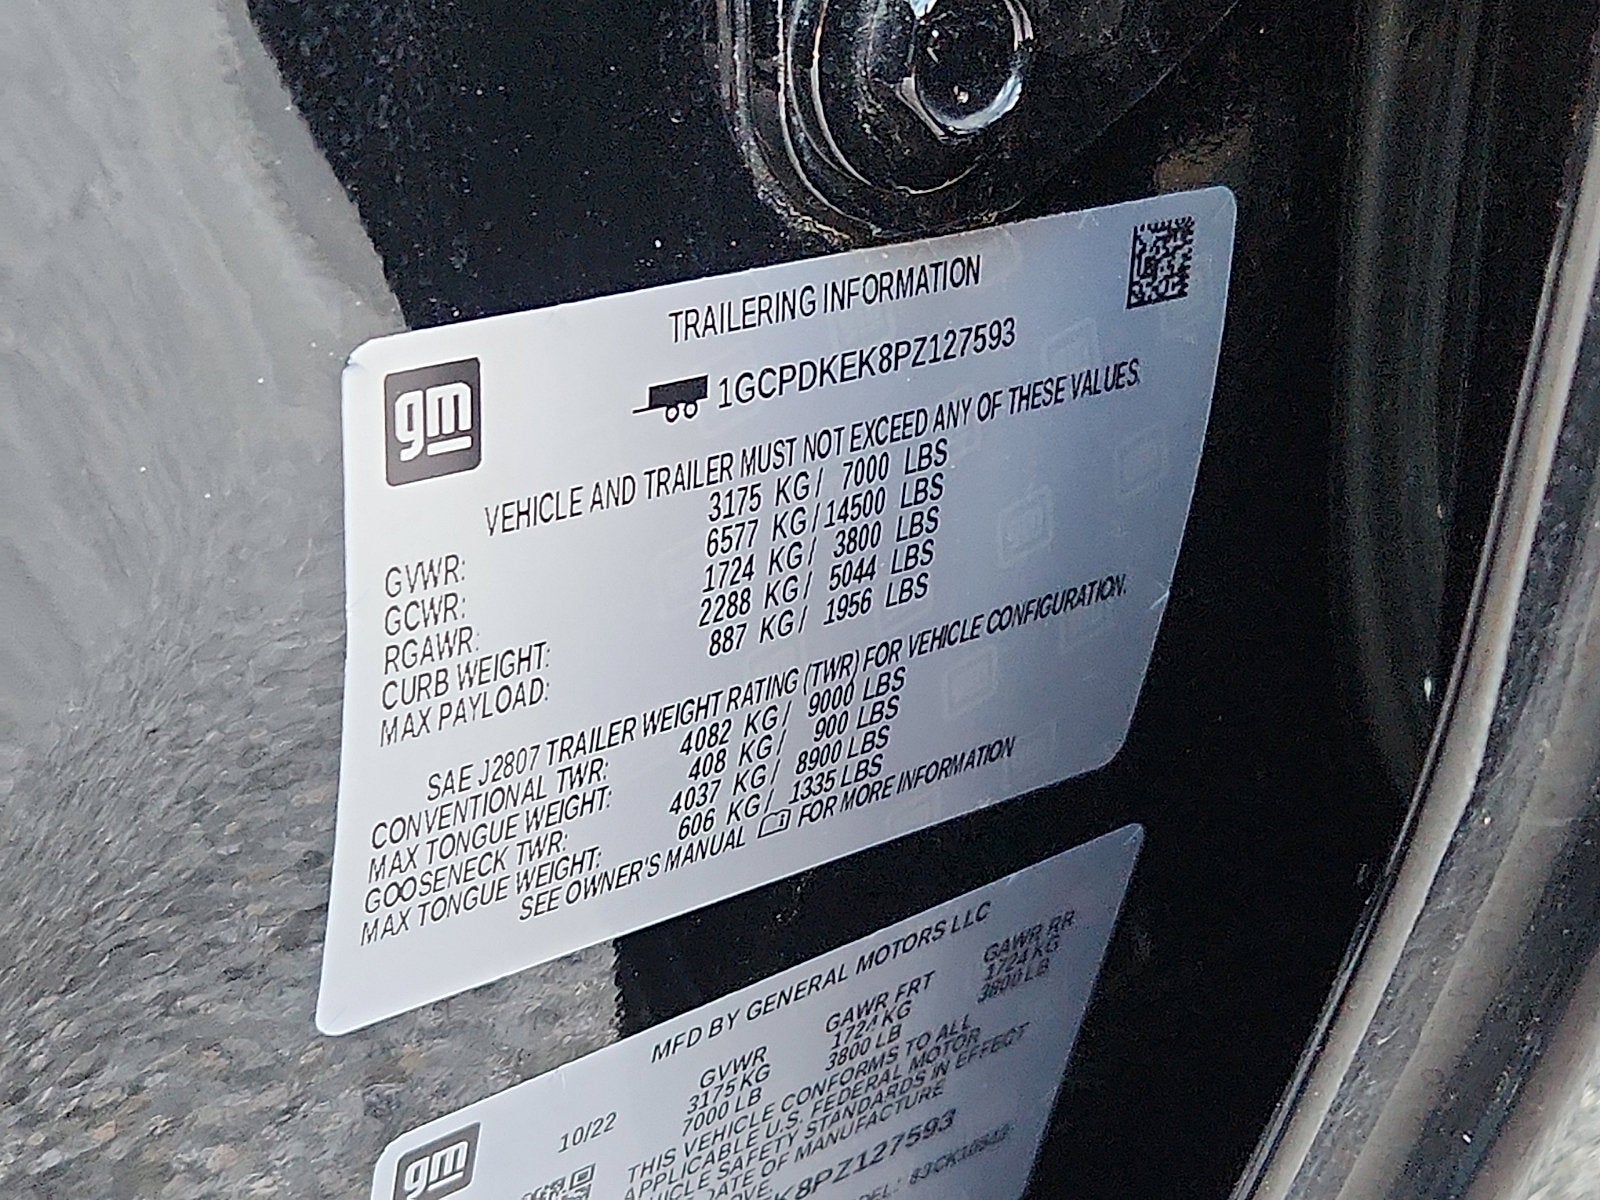 gm
TRAILERING INFORMATION
1GCPDKEK8PZ127593
VEHICLE AND TRAILER MUST NOT EXCEED ANY OF THESE VALUES.
GVWR: 3175 KG/ 7000 LBS
GCWR: 6577 KG/14500 LBS
RGAWR: 1724 KG/ 3800 LBS
CURB WEIGHT: 2288 KG/ 5044 LBS
MAX PAYLOAD: 887 KG/ 1956 LBS
SAE J2807 TRAILER WEIGHT RATING (TWR) FOR VEHICLE CONFIGURATION.
CONVENTIONAL TWR: 4082 KG/ 9000 LBS
MAX TONGUE WEIGHT: 408 KG/ 900 LBS
GOOSENECK TWR: 4037 KG/ 8900 LBS
MAX TONGUE WEIGHT: 606 KG/ 1335 LBS
SEE OWNER'S MANUAL FOR MORE INFORMATION
gm
MFD BY GENERAL MOTORS LLC
10/22
GVWR GAWR FRT GAWR RR
3175 KG 1724 KG 1724 KG
7000 LB 3800 LB 3800 LB
THIS VEHICLE CONFORMS TO ALL
APPLICABLE U.S. FEDERAL MOTOR
HICLE SAFETY STANDARDS IN EFFECT
DATE OF MANUFACTURE
OVE.
K8PZ127593